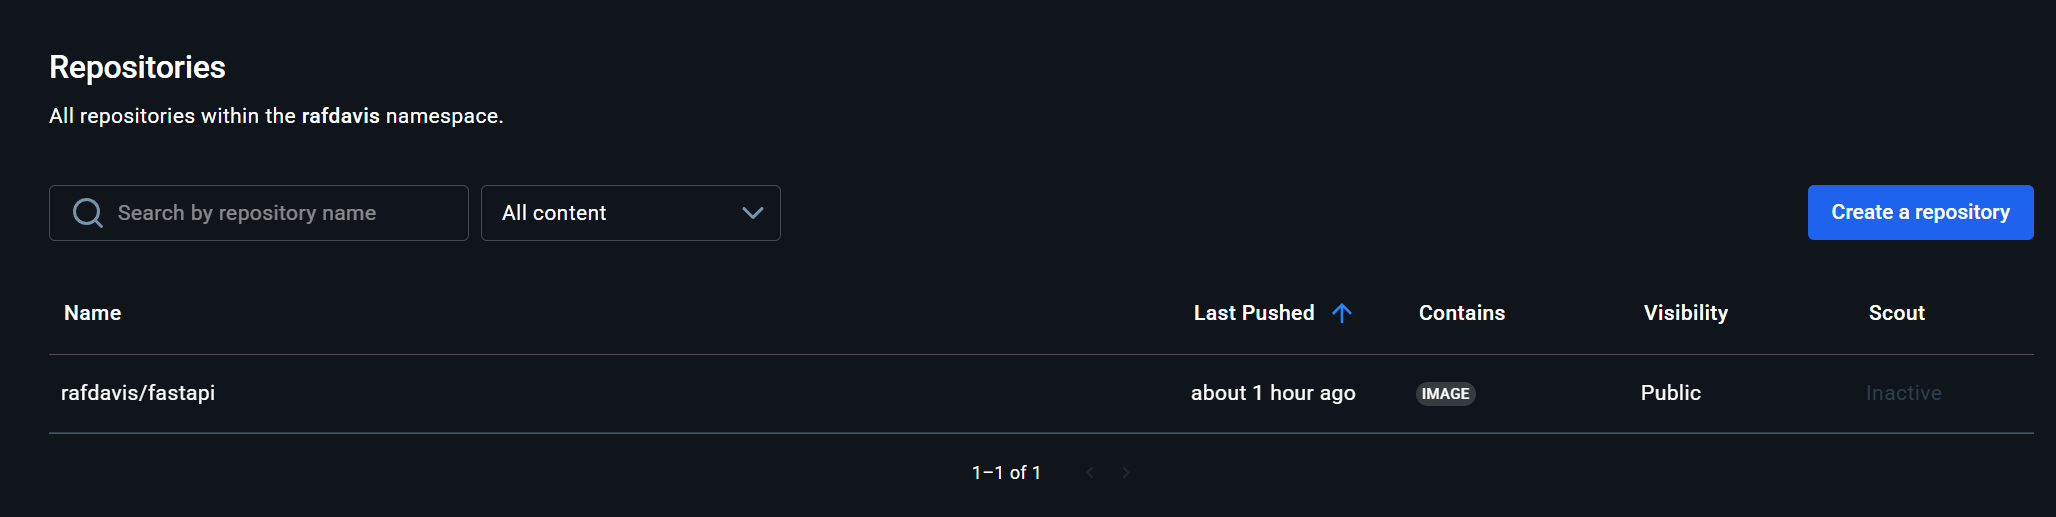 Repositories
All repositories within the rafdavis namespace.
Search by repository name
All content
Create a repository
Name Last Pushed Contains Visibility Scout
rafdavis/fastapi about 1 hour ago IMAGE Public Inactive
1–1 of 1